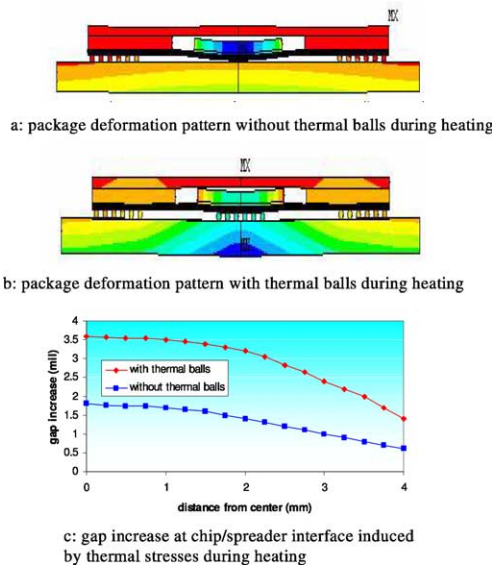 MX
a: package deformation pattern without thermal balls during heating
MX
b: package deformation pattern with thermal balls during heating
4
3.5
3
2.5
2
1.5
1
0.5
0
gap increase (mil)
with thermal balls
without thermal balls
0 1 2 3 4
distance from center (mm)
c: gap increase at chip/spreader interface induced
by thermal stresses during heating